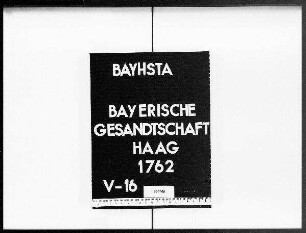 BAYHSTA
BAYERISCHE
GESANDTSCHAFT
HAAG
1762
V-16